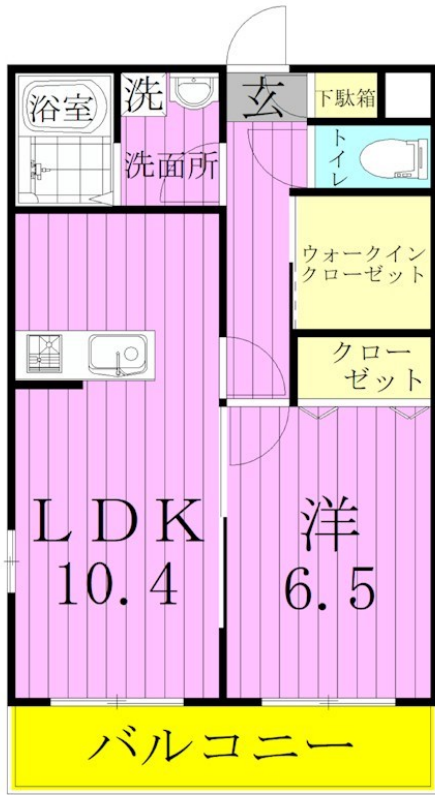 浴室
洗
玄
下駄箱
洗面所
トイレ
ウォークイン
クローゼット
クロー
ゼット
LDK
10.4
洋
6.5
バルコニー